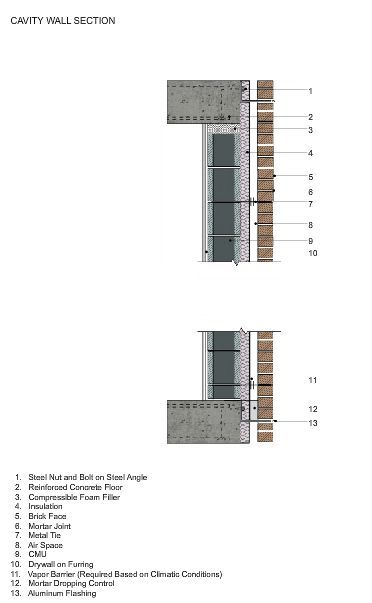 CAVITY WALL SECTION
1
2
3
4
5
6
7
8
9
10
11
12
13
1. Steel Nut and Bolt on Steel Angle
2. Reinforced Concrete Floor
3. Compressible Foam Filler
4. Insulation
5. Brick Face
6. Mortar Joint
7. Metal Tie
8. Air Space
9. CMU
10. Drywall on Furring
11. Vapor Barrier (Required Based on Climatic Conditions)
12. Mortar Dropping Control
13. Aluminum Flashing